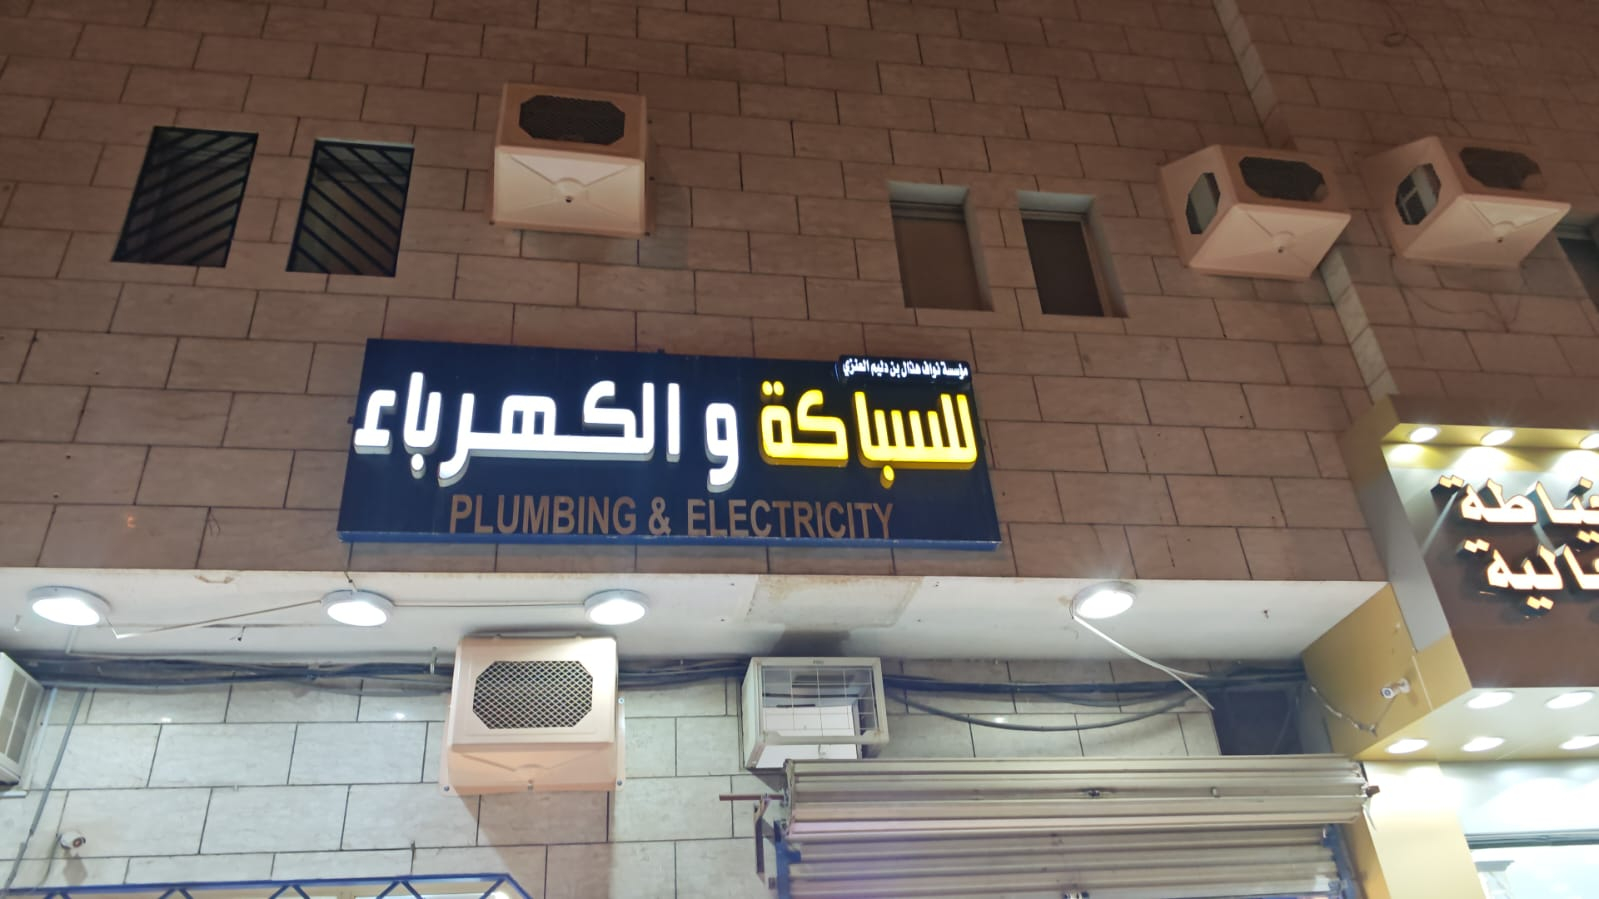 مؤسسة نواف هذال بن دليم العنزي
للسباكة و الكهرباء
PLUMBING & ELECTRICITY